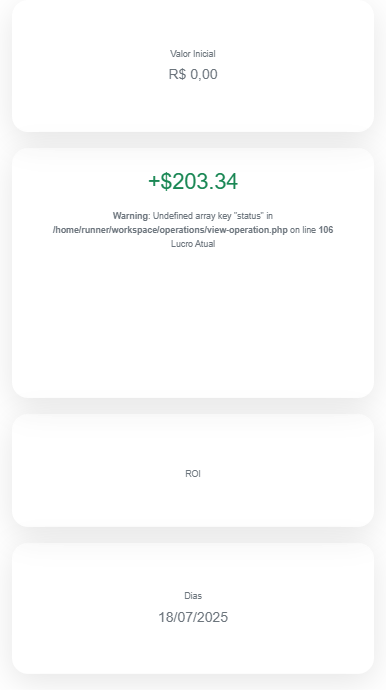 Valor Inicial
R$ 0,00
+$203.34
Warning: Undefined array key "status" in
/home/runner/workspace/operations/view-operation.php on line 106
Lucro Atual
ROI
Dias
18/07/2025